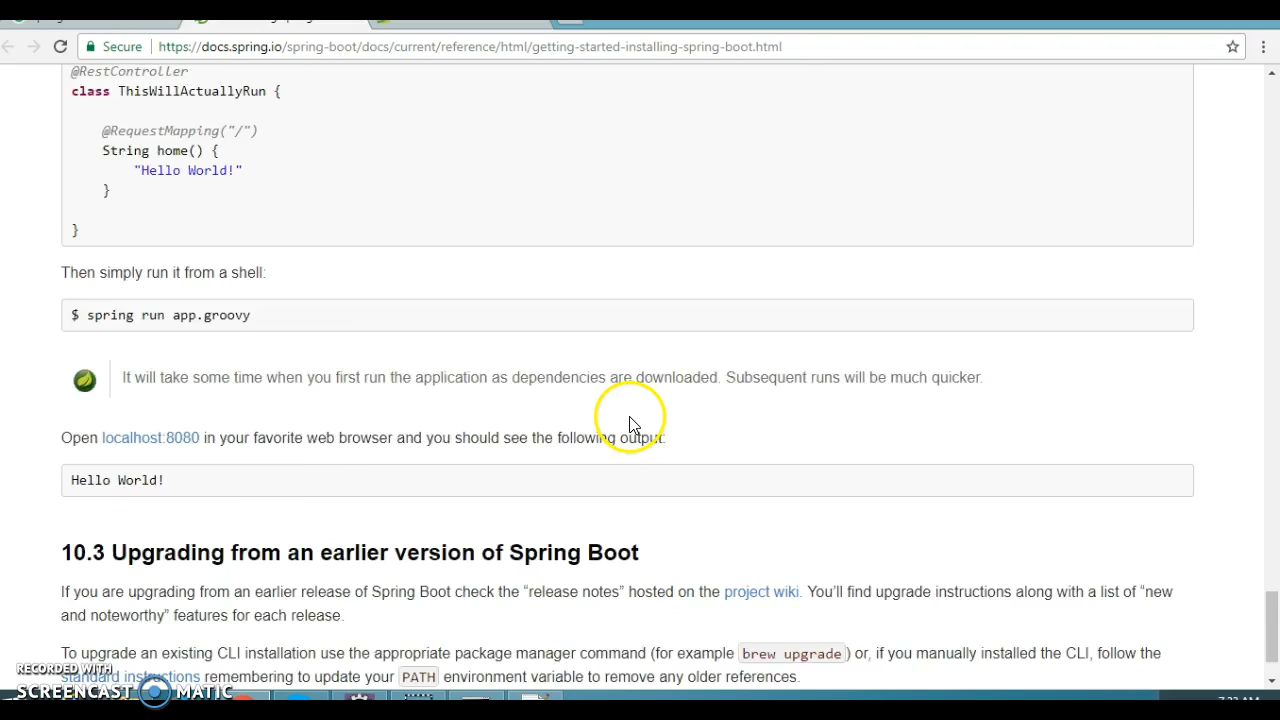 Secure https://docs.spring.io/spring-boot/docs/current/reference/html/getting-started-installing-spring-boot.html
@RestController
class ThisWillActuallyRun {
@RequestMapping("/")
String home() {
"Hello World!"
}
}
Then simply run it from a shell:
$ spring run app.groovy
It will take some time when you first run the application as dependencies are downloaded. Subsequent runs will be much quicker.
Open localhost:8080 in your favorite web browser and you should see the following output:
Hello World!
10.3 Upgrading from an earlier version of Spring Boot
If you are upgrading from an earlier release of Spring Boot check the “release notes” hosted on the project wiki. You’ll find upgrade instructions along with a list of “new
and noteworthy” features for each release.
To upgrade an existing CLI installation use the appropriate package manager command (for example brew upgrade) or, if you manually installed the CLI, follow the
standard instructions remembering to update your PATH environment variable to remove any older references.
RECORDED WITH
SCREENCAST MATIC